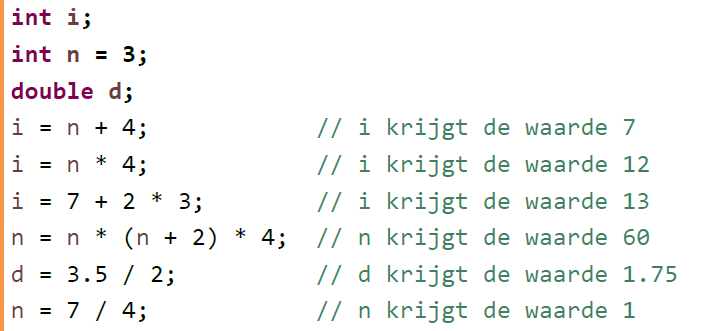 int i;
int n = 3;
double d;
i = n + 4; // i krijgt de waarde 7
i = n * 4; // i krijgt de waarde 12
i = 7 + 2 * 3; // i krijgt de waarde 13
n = n * (n + 2) * 4; // n krijgt de waarde 60
d = 3.5 / 2; // d krijgt de waarde 1.75
n = 7 / 4; // n krijgt de waarde 1